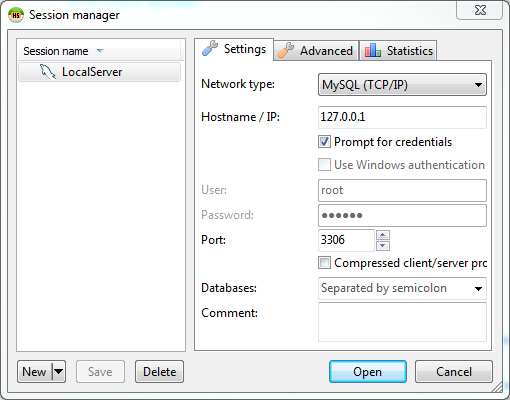 HS Session manager
Session name
LocalServer
Settings
Advanced
Statistics
Network type:
MySQL (TCP/IP)
Hostname / IP:
127.0.0.1
Prompt for credentials
Use Windows authentication
User:
root
Password:
●●●●●●
Port:
3306
Compressed client/server pro
Databases:
Separated by semicolon
Comment:
New
Save
Delete
Open
Cancel